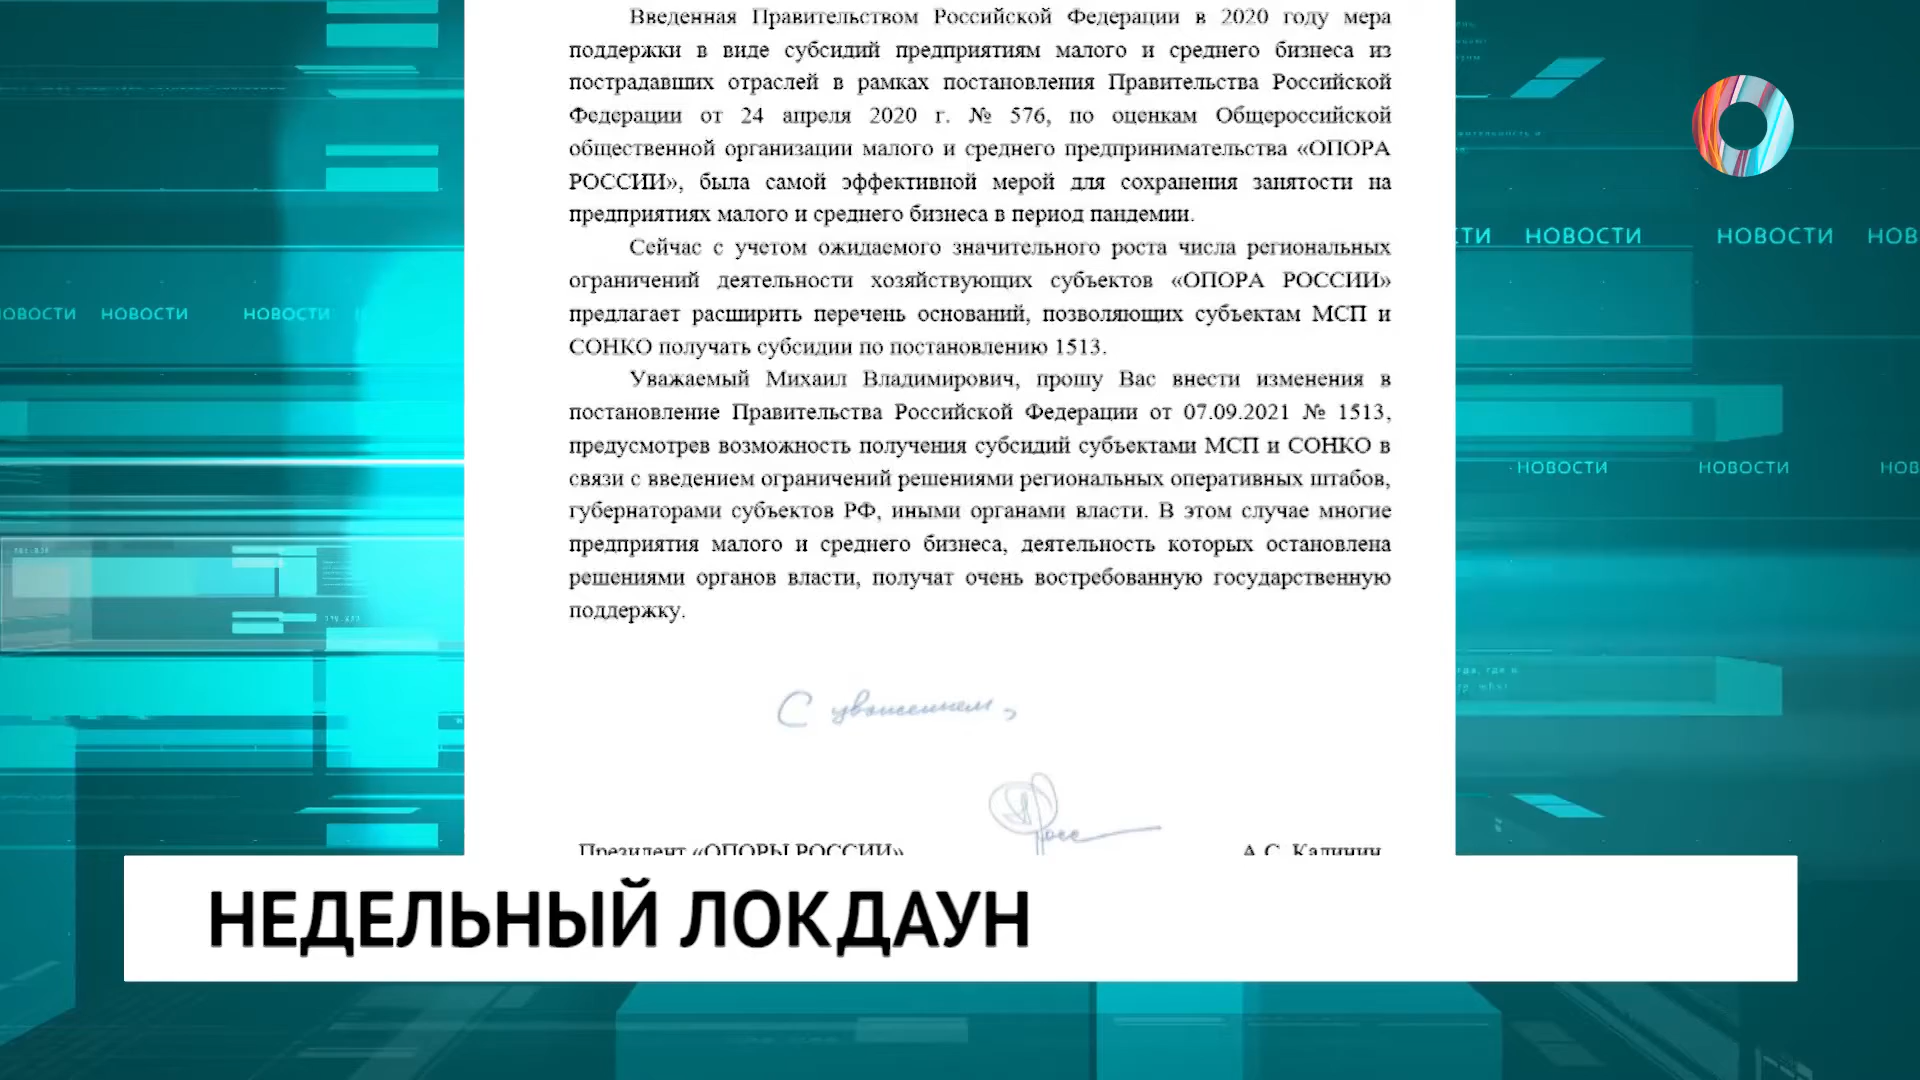 Введенная Правительством Российской Федерации в 2020 году мера
поддержки в виде субсидий предприятиям малого и среднего бизнеса из
пострадавших отраслей в рамках постановления Правительства Российской
Федерации от 24 апреля 2020 г. № 576, по оценкам Общероссийской
общественной организации малого и среднего предпринимательства «ОПОРА
РОССИИ», была самой эффективной мерой для сохранения занятости на
предприятиях малого и среднего бизнеса в период пандемии.
Сейчас с учетом ожидаемого значительного роста числа региональных
ограничений деятельности хозяйствующих субъектов «ОПОРА РОССИИ»
предлагает расширить перечень оснований, позволяющих субъектам МСП и
СОНКО получать субсидии по постановлению 1513.
Уважаемый Михаил Владимирович, прошу Вас внести изменения в
постановление Правительства Российской Федерации от 07.09.2021 № 1513,
предусмотрев возможность получения субсидий субъектами МСП и СОНКО в
связи с введением ограничений решениями региональных оперативных штабов,
губернаторами субъектов РФ, иными органами власти. В этом случае многие
предприятия малого и среднего бизнеса, деятельность которых остановлена
решениями органов власти, получат очень востребованную государственную
поддержку.
С уважением,
Президент «ОПОРЫ РОССИИ» А.С. Калинин
НЕДЕЛЬНЫЙ ЛОКДАУН
НОВОСТИ НОВОСТИ НОВОСТИ
СТИ НОВОСТИ НОВОСТИ НОВ
НОВОСТИ НОВОСТИ НОВ